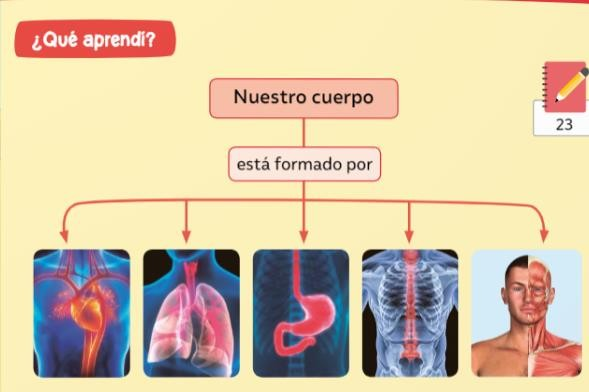 ¿Qué aprendí?
Nuestro cuerpo
23
está formado por